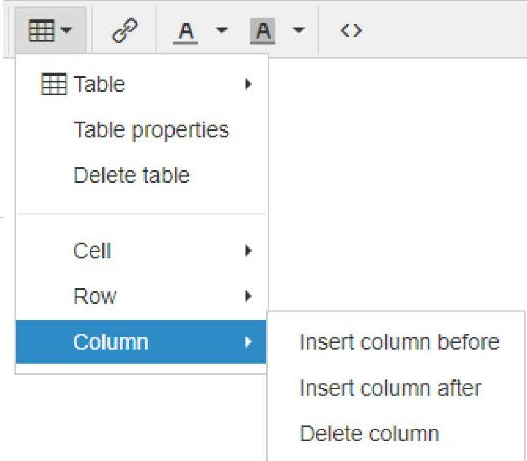 A A <>
Table
Table properties
Delete table
Cell
Row
Column
Insert column before
Insert column after
Delete column